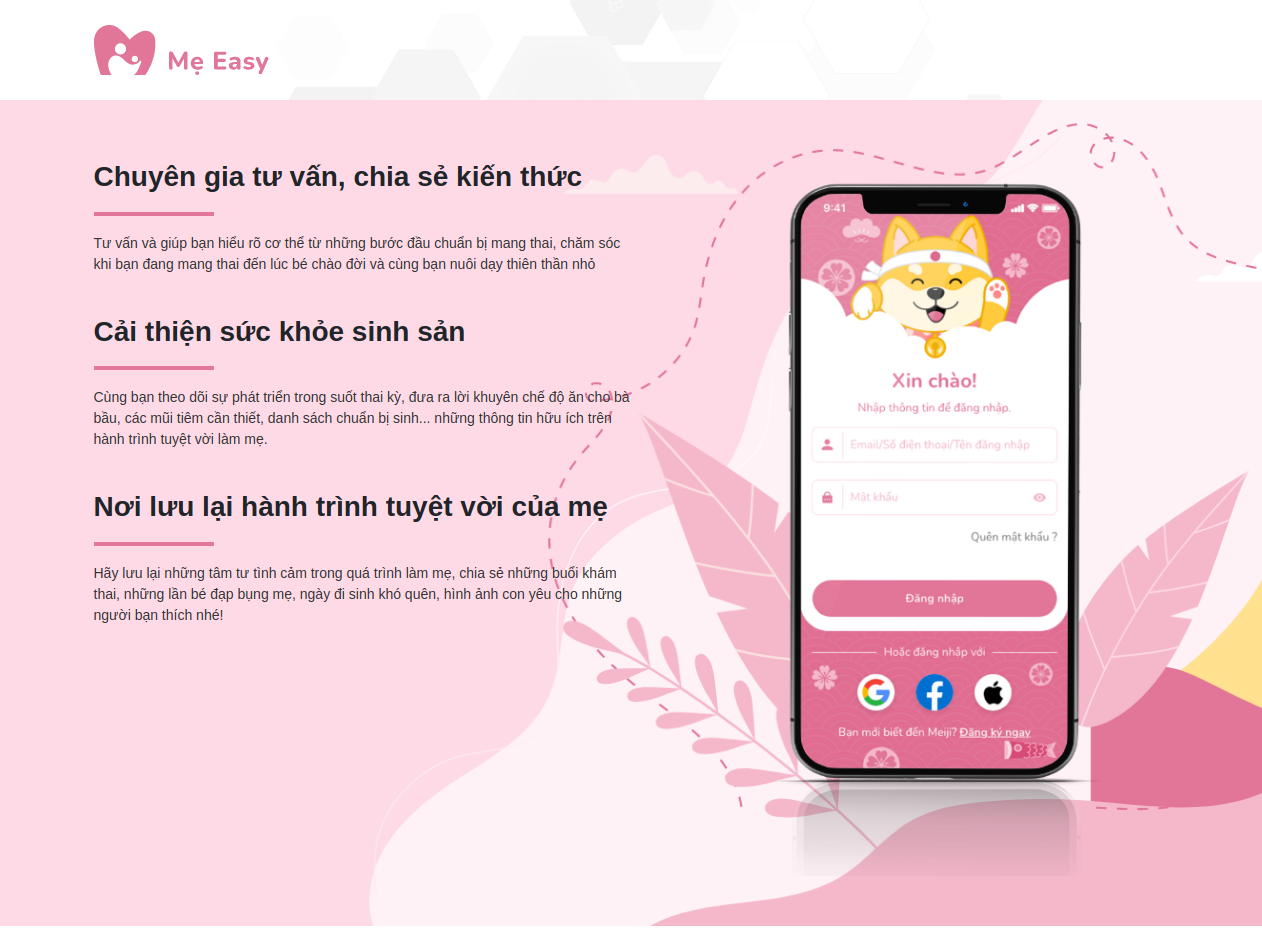 Mẹ Easy
Chuyên gia tư vấn, chia sẻ kiến thức
Tư vấn và giúp bạn hiểu rõ cơ thể từ những bước đầu chuẩn bị mang thai, chăm sóc
khi bạn đang mang thai đến lúc bé chào đời và cùng bạn nuôi dạy thiên thần nhỏ
Cải thiện sức khỏe sinh sản
Cùng bạn theo dõi sự phát triển trong suốt thai kỳ, đưa ra lời khuyên chế độ ăn cho bà
bầu, các mũi tiêm cần thiết, danh sách chuẩn bị sinh... những thông tin hữu ích trên
hành trình tuyệt vời làm mẹ.
Nơi lưu lại hành trình tuyệt vời của mẹ
Hãy lưu lại những tâm tư tình cảm trong quá trình làm mẹ, chia sẻ những buổi khám
thai, những lần bé đạp bụng mẹ, ngày đi sinh khó quên, hình ảnh con yêu cho những
người bạn thích nhé!
9:41
Xin chào!
Nhập thông tin để đăng nhập.
Email/Số điện thoại/Tên đăng nhập
Mật khẩu
Quên mật khẩu ?
Đăng nhập
Hoặc đăng nhập với
Bạn mới biết đến Meiji? Đăng ký ngay